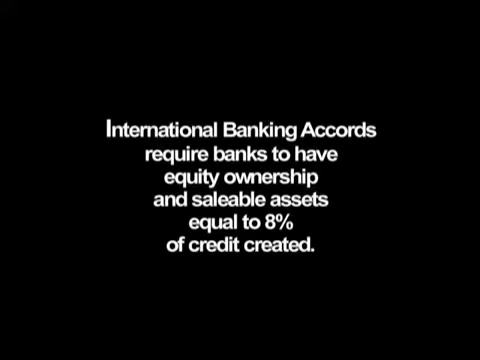 International Banking Accords
require banks to have
equity ownership
and saleable assets
equal to 8%
of credit created.